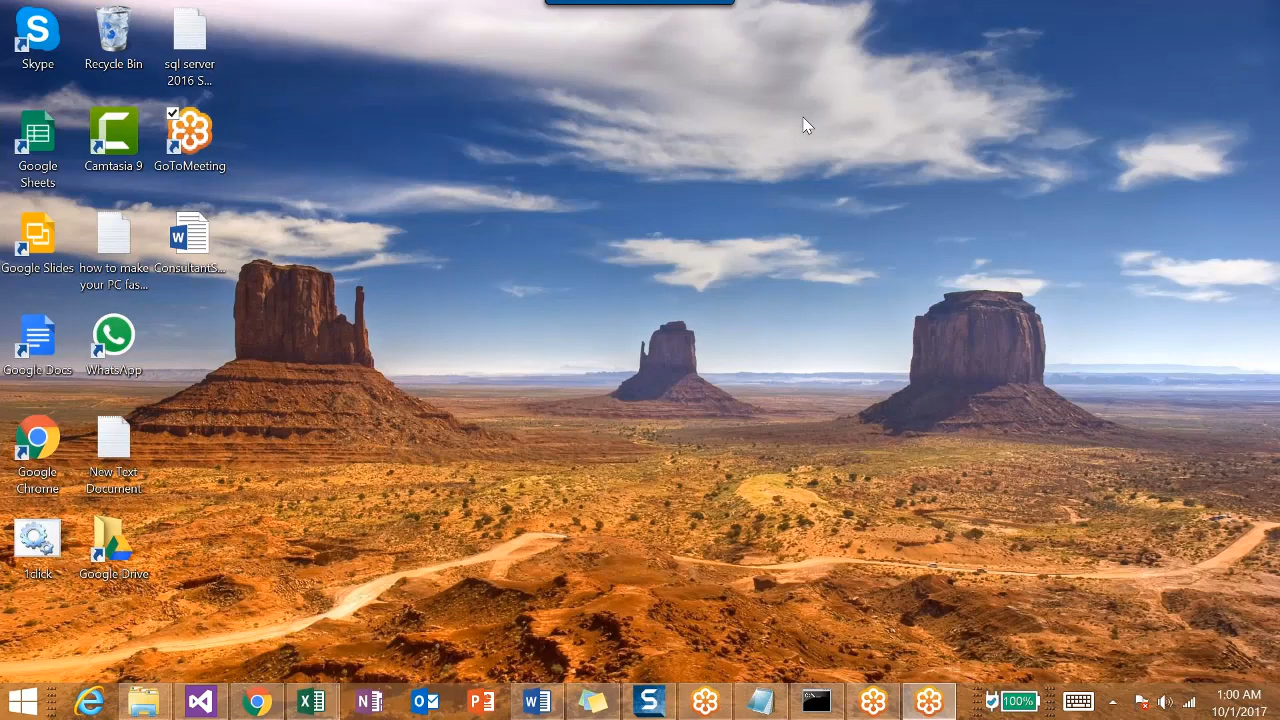 Skype
Recycle Bin
sql server
2016 S...
Google
Sheets
Camtasia 9
GoToMeeting
Google Slides
how to make
your PC fas...
ConsultantS...
Google Docs
WhatsApp
Google
Chrome
New Text
Document
1click
Google Drive
100%
1:00 AM
10/1/2017